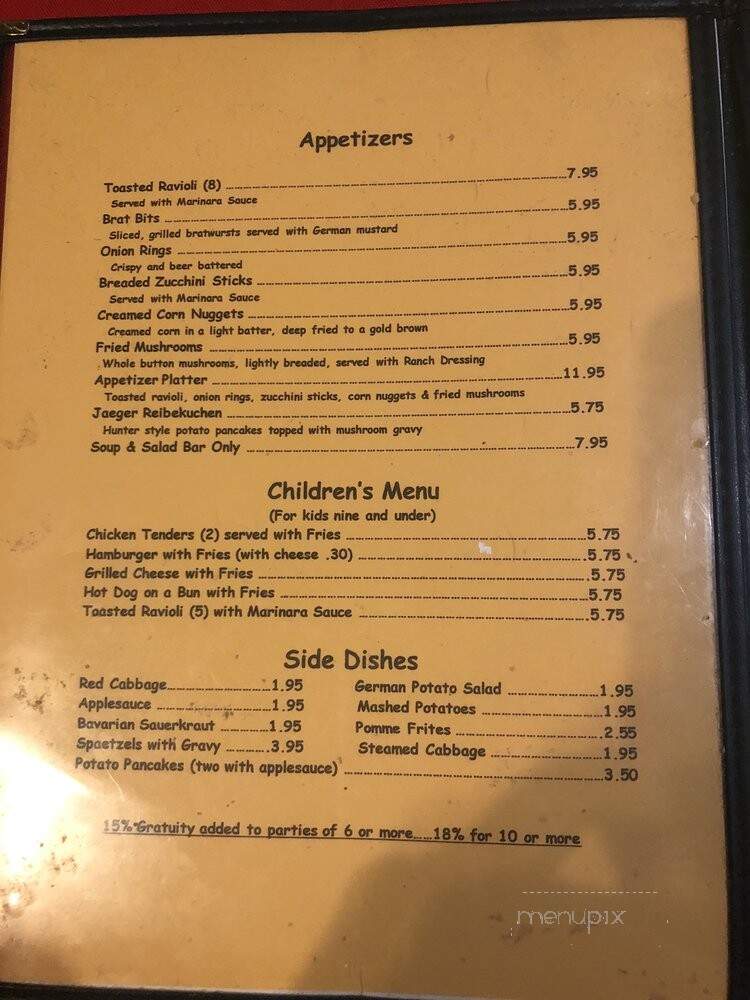 Appetizers
Toasted Ravioli (8) 7.95
Served with Marinara Sauce
Brat Bits 5.95
Sliced, grilled bratwursts served with German mustard
Onion Rings 5.95
Crispy and beer battered
Breaded Zucchini Sticks 5.95
Served with Marinara Sauce
Creamed Corn Nuggets 5.95
Creamed corn in a light batter, deep fried to a gold brown
Fried Mushrooms 5.95
Whole button mushrooms, lightly breaded, served with Ranch Dressing
Appetizer Platter 11.95
Toasted ravioli, onion rings, zucchini sticks, corn nuggets & fried mushrooms
Jaeger Reibekuchen 5.75
Hunter style potato pancakes topped with mushroom gravy
Soup & Salad Bar Only 7.95
Children's Menu
(For kids nine and under)
Chicken Tenders (2) served with Fries 5.75
Hamburger with Fries (with cheese .30) 5.75
Grilled Cheese with Fries 5.75
Hot Dog on a Bun with Fries 5.75
Toasted Ravioli (5) with Marinara Sauce 5.75
Side Dishes
Red Cabbage 1.95
Applesauce 1.95
Bavarian Sauerkraut 1.95
Spaetzels with Gravy 3.95
German Potato Salad 1.95
Mashed Potatoes 1.95
Pomme Frites 2.55
Steamed Cabbage 1.95
Potato Pancakes (two with applesauce) 3.50
15% Gratuity added to parties of 6 or more.....18% for 10 or more
menupix